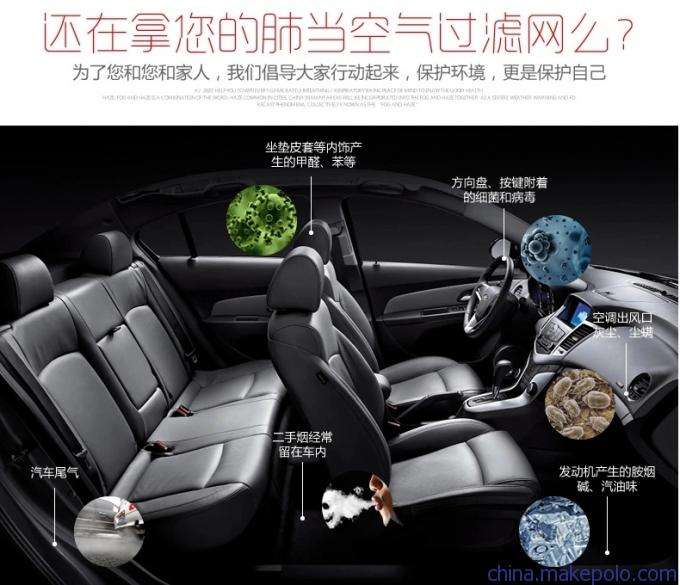 还在拿您的肺当空气过滤网么？
为了您和您和家人，我们倡导大家行动起来，保护环境，更是保护自己
坐垫皮套等内饰产
生的甲醛、苯等
方向盘、按键附着
的细菌和病毒
空调出风口
灰尘、尘螨
二手烟经常
留在车内
汽车尾气
发动机产生的胺烟
碱、汽油味
china.makepolo.com